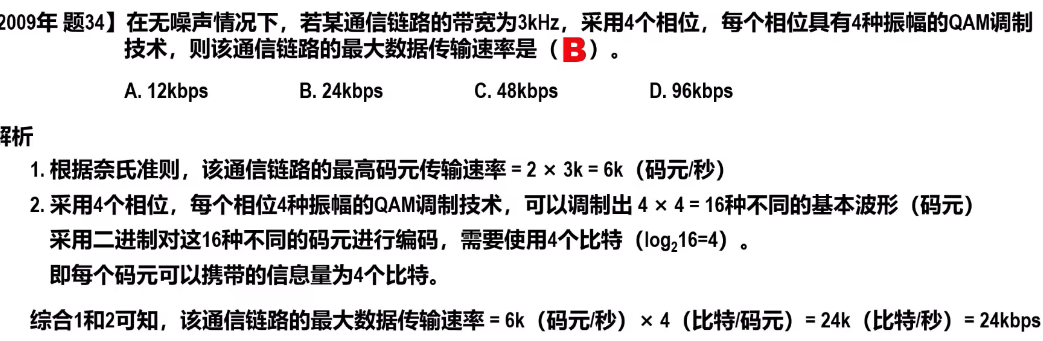 2009年 题34】在无噪声情况下，若某通信链路的带宽为3kHz，采用4个相位，每个相位具有4种振幅的QAM调制
技术，则该通信链路的最大数据传输速率是（B）。
A. 12kbps B. 24kbps C. 48kbps D. 96kbps
解析
1. 根据奈氏准则，该通信链路的最高码元传输速率 = 2 × 3k = 6k（码元/秒）
2. 采用4个相位，每个相位4种振幅的QAM调制技术，可以调制出 4 × 4 = 16种不同的基本波形（码元）
采用二进制对这16种不同的码元进行编码，需要使用4个比特（log₂16=4）。
即每个码元可以携带的信息量为4个比特。
综合1和2可知，该通信链路的最大数据传输速率 = 6k（码元/秒）× 4（比特/码元）= 24k（比特/秒）= 24kbps